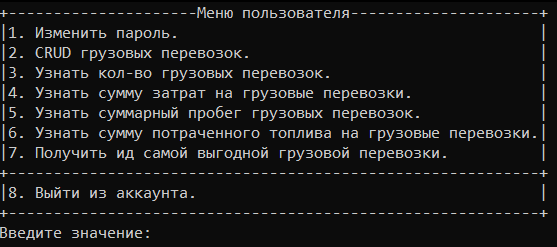 +---------------------Меню пользователя---------------------+
|1. Изменить пароль. |
|2. CRUD грузовых перевозок. |
|3. Узнать кол-во грузовых перевозок. |
|4. Узнать сумму затрат на грузовые перевозки. |
|5. Узнать суммарный пробег грузовых перевозок. |
|6. Узнать сумму потраченного топлива на грузовые перевозки.|
|7. Получить ид самой выгодной грузовой перевозки. |
+-----------------------------------------------------------+
|8. Выйти из аккаунта. |
+-----------------------------------------------------------+
Введите значение: